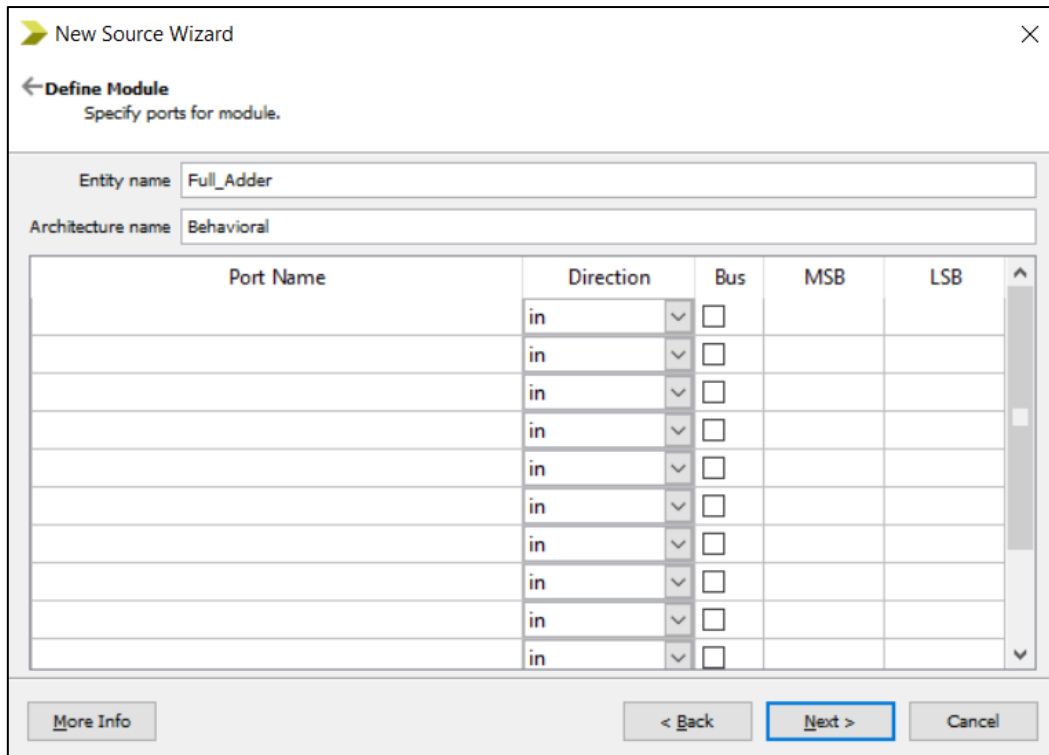 New Source Wizard
Define Module
Specify ports for module.
Entity name Full_Adder
Architecture name Behavioral
Port Name Direction Bus MSB LSB
in
in
in
in
in
in
in
in
in
in
More Info < Back Next > Cancel